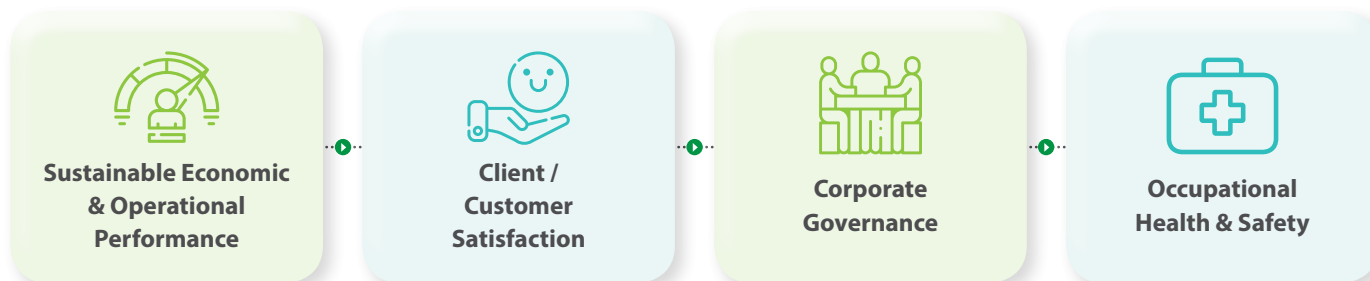 Sustainable Economic
& Operational
Performance
Client /
Customer
Satisfaction
Corporate
Governance
Occupational
Health & Safety